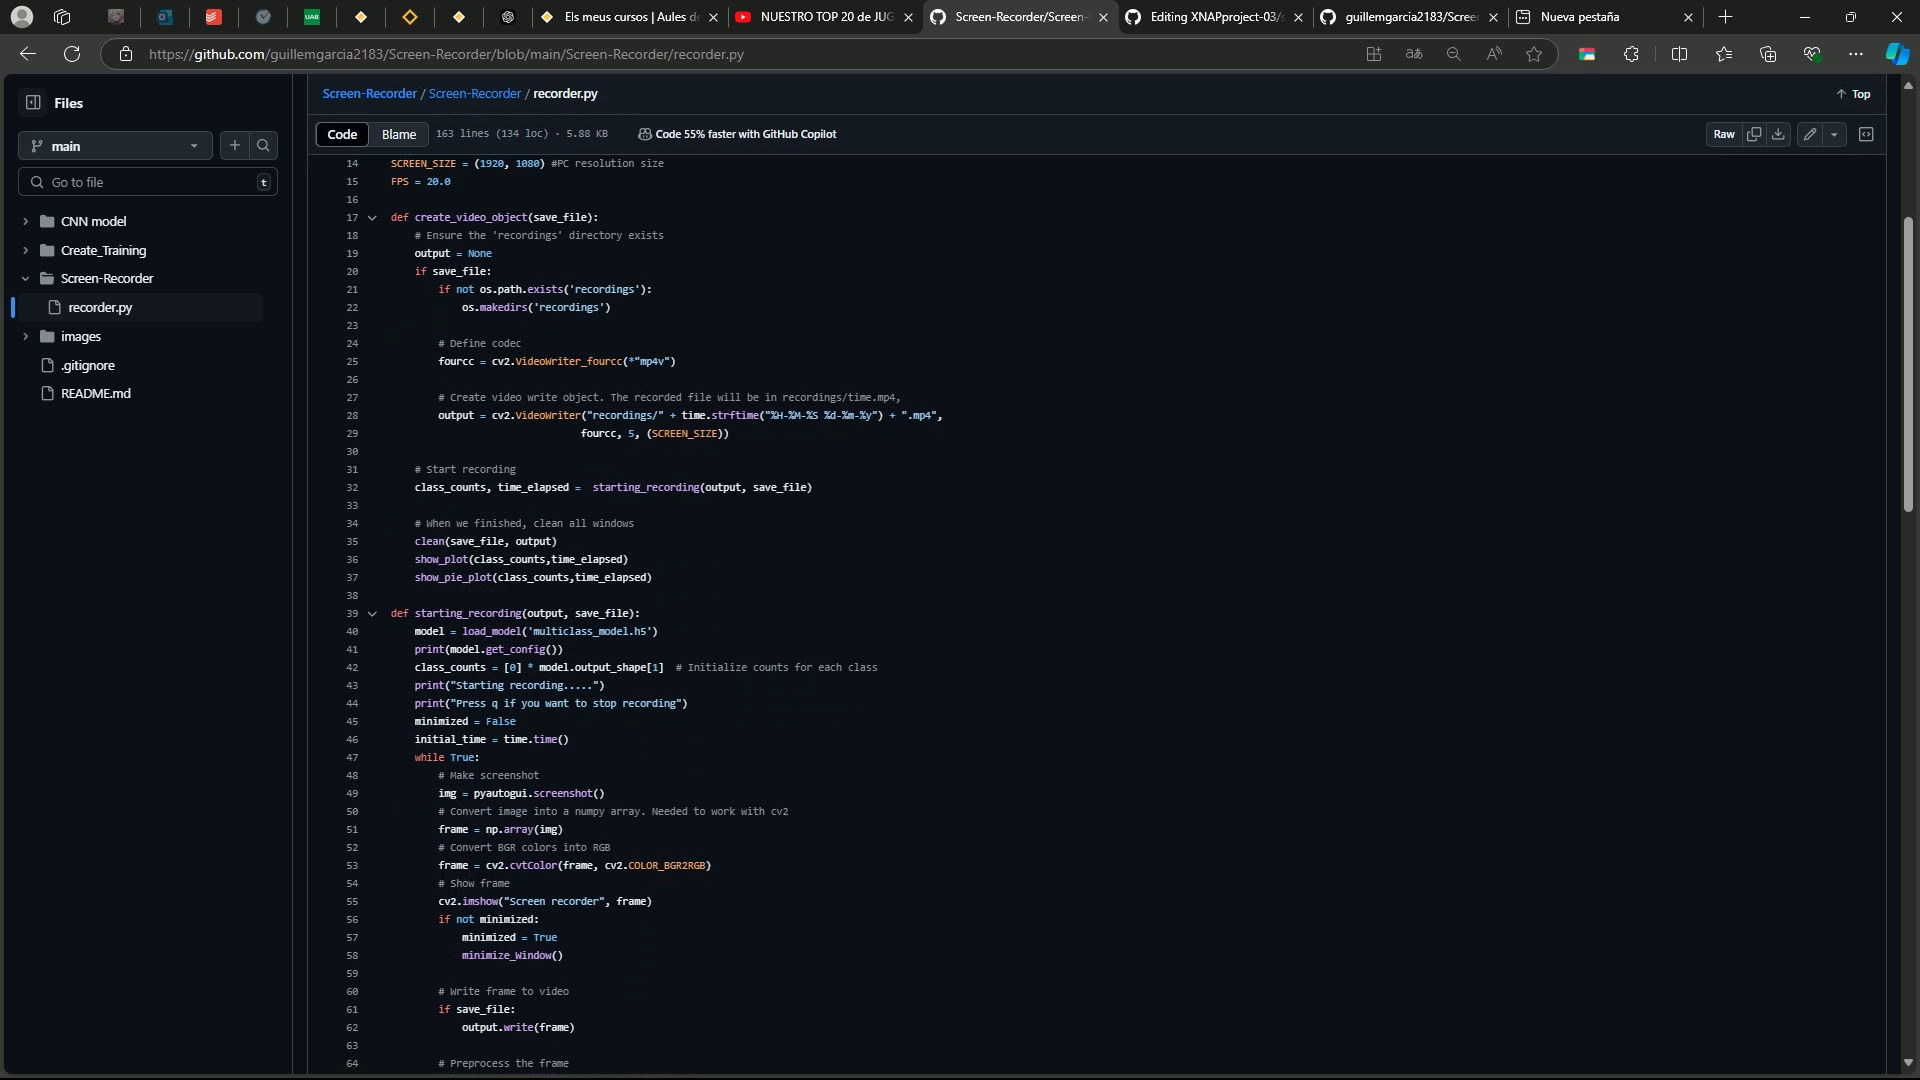 UAB
Els meus cursos | Aules d
NUESTRO TOP 20 de JUG
Screen-Recorder/Screen-
Editing XNAPproject-03/s
guillemgarcia2183/Scree
Nueva pestaña
https://github.com/guillemgarcia2183/Screen-Recorder/blob/main/Screen-Recorder/recorder.py
Files
main
Go to file
t
CNN model
Create_Training
Screen-Recorder
recorder.py
images
.gitignore
README.md
Screen-Recorder / Screen-Recorder / recorder.py
Top
Code
Blame
163 lines (134 loc) · 5.88 KB
Code 55% faster with GitHub Copilot
Raw
14 SCREEN_SIZE = (1920, 1080) #PC resolution size
15 FPS = 20.0
16
17 def create_video_object(save_file):
18 # Ensure the 'recordings' directory exists
19 output = None
20 if save_file:
21 if not os.path.exists('recordings'):
22 os.makedirs('recordings')
23
24 # Define codec
25 fourcc = cv2.VideoWriter_fourcc(*"mp4v")
26
27 # Create video write object. The recorded file will be in recordings/time.mp4,
28 output = cv2.VideoWriter("recordings/" + time.strftime("%H-%M-%S %d-%m-%y") + ".mp4",
29 fourcc, 5, (SCREEN_SIZE))
30
31 # Start recording
32 class_counts, time_elapsed = starting_recording(output, save_file)
33
34 # When we finished, clean all windows
35 clean(save_file, output)
36 show_plot(class_counts,time_elapsed)
37 show_pie_plot(class_counts,time_elapsed)
38
39 def starting_recording(output, save_file):
40 model = load_model('multiclass_model.h5')
41 print(model.get_config())
42 class_counts = [0] * model.output_shape[1] # Initialize counts for each class
43 print("Starting recording.....")
44 print("Press q if you want to stop recording")
45 minimized = False
46 initial_time = time.time()
47 while True:
48 # Make screenshot
49 img = pyautogui.screenshot()
50 # Convert image into a numpy array. Needed to work with cv2
51 frame = np.array(img)
52 # Convert BGR colors into RGB
53 frame = cv2.cvtColor(frame, cv2.COLOR_BGR2RGB)
54 # Show frame
55 cv2.imshow("Screen recorder", frame)
56 if not minimized:
57 minimized = True
58 minimize_Window()
59
60 # Write frame to video
61 if save_file:
62 output.write(frame)
63
64 # Preprocess the frame